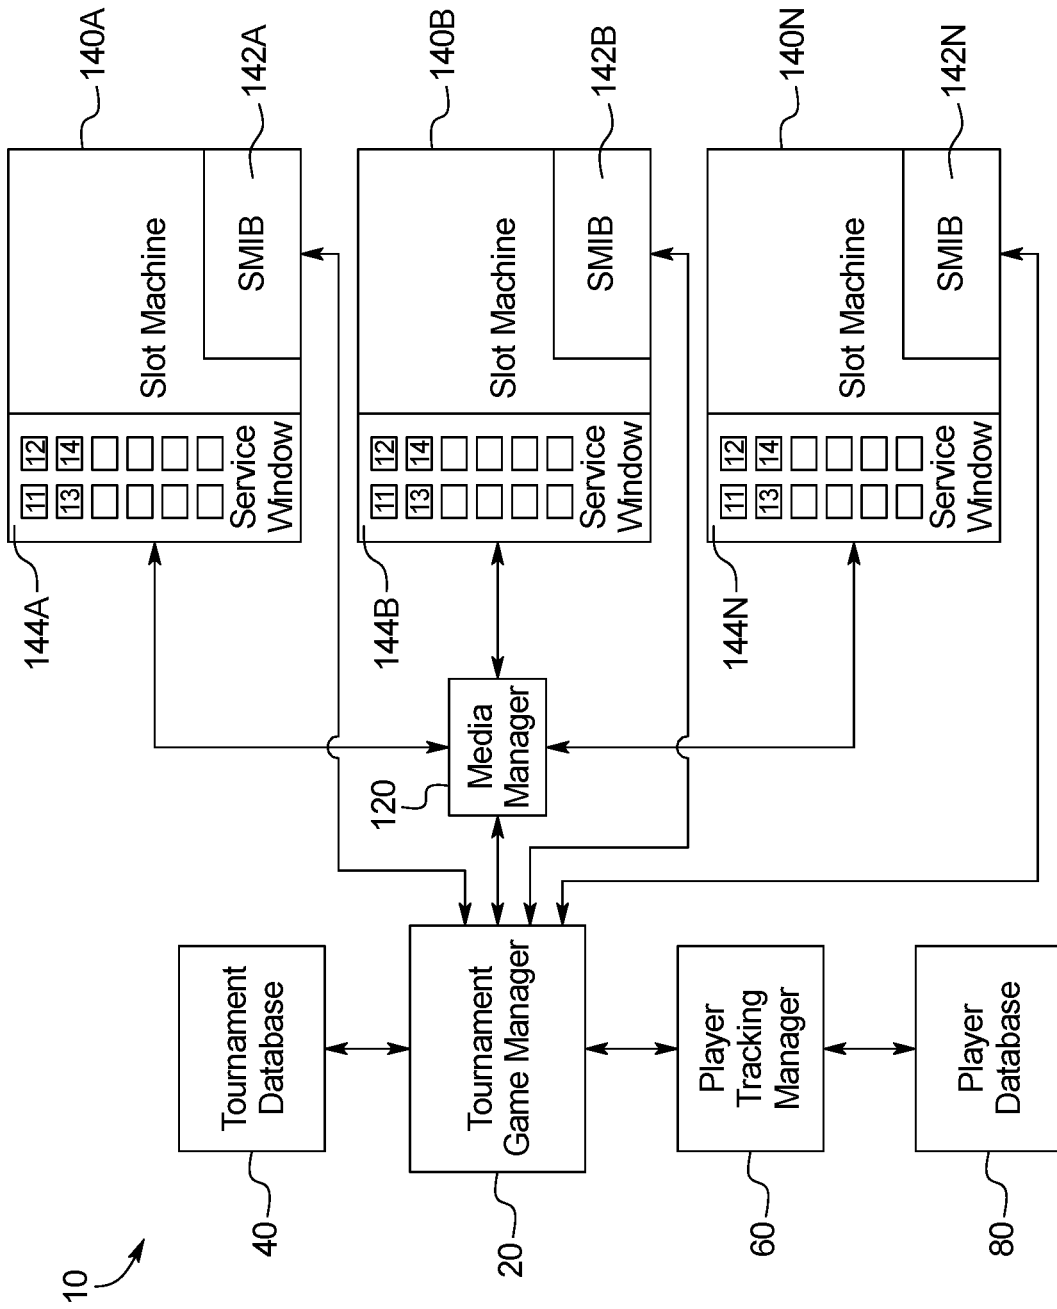 10
40
Tournament
Database
20
Tournament
Game Manager
60
Player
Tracking
Manager
80
Player
Database
120
Media
Manager
144A
11 12
13 14
Service
Window
Slot Machine
140A
SMIB
142A
144B
11 12
13 14
Service
Window
Slot Machine
140B
SMIB
142B
144N
11 12
13 14
Service
Window
Slot Machine
140N
SMIB
142N